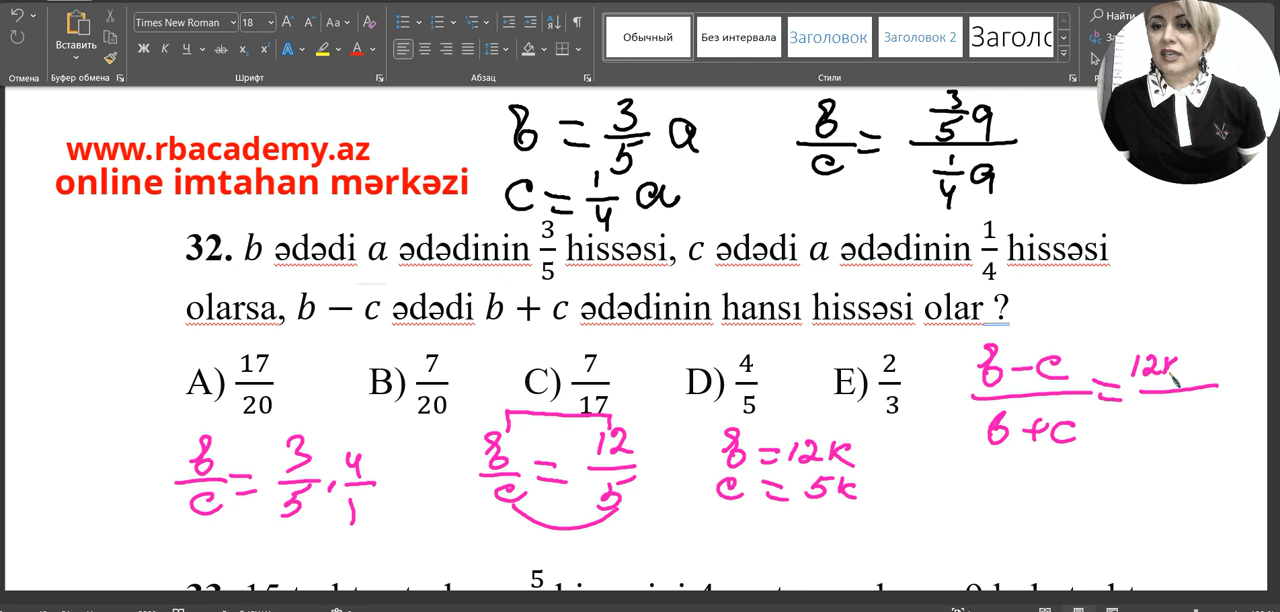 Times New Roman 18 Aa
Вставить
Ж К Ч ab
Обычный
Без интервала
Заголовок
Заголовок 2
Заголо
Найти
Отмена
Буфер обмена
Шрифт
Абзац
Стили
www.rbacademy.az
online imtahan mərkəzi
b = 3/5 a
c = 1/4 a
b/c = 3/5 a / 1/4 a
32. b ədədi a ədədinin 3/5 hissəsi, c ədədi a ədədinin 1/4 hissəsi
olarsa, b − c ədədi b + c ədədinin hansı hissəsi olar ?
A) 17/20 B) 7/20 C) 7/17 D) 4/5 E) 2/3
b-c / b+c = 12k
b/c = 3/5 · 4/1
b/c = 12/5
b = 12k
c = 5k